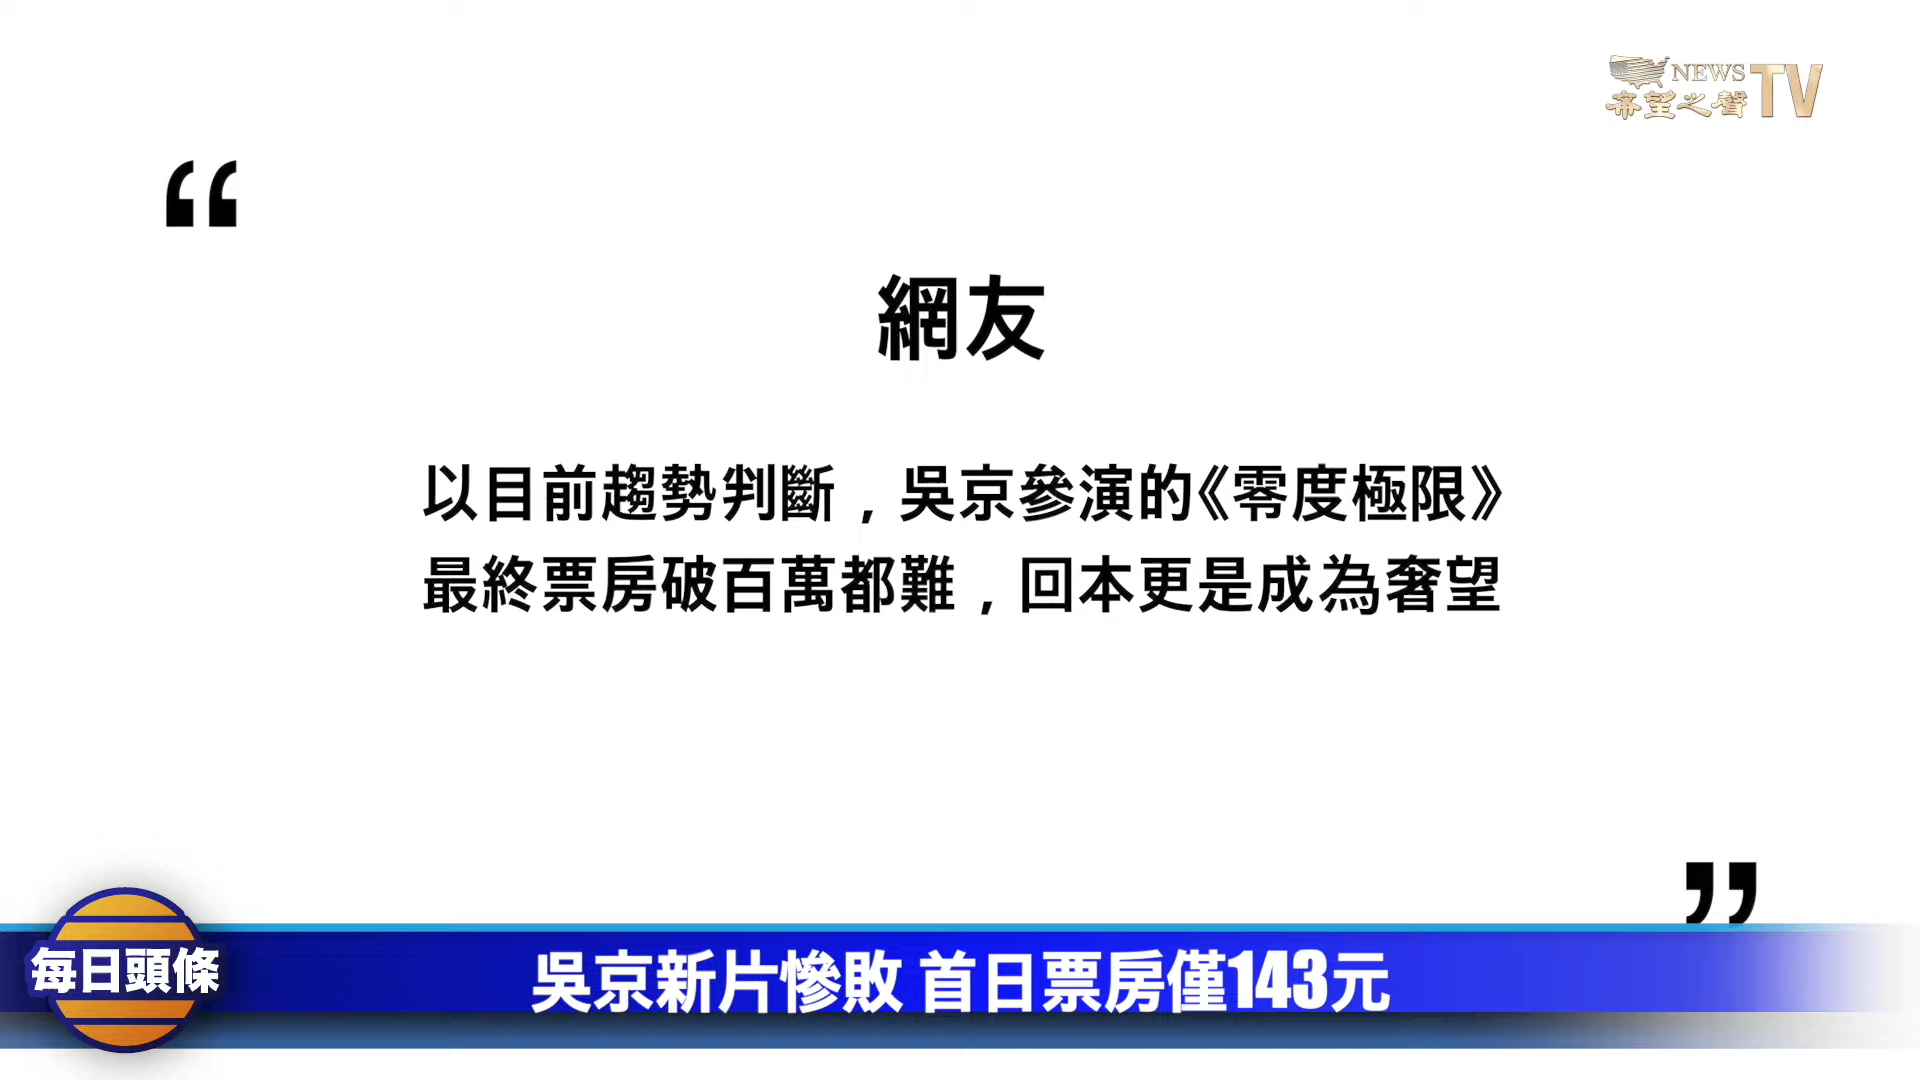 NEWS
希望之聲TV
網友
以目前趨勢判斷，吳京參演的《零度極限》
最終票房破百萬都難，回本更是成為奢望
每日頭條
吳京新片慘敗 首日票房僅143元